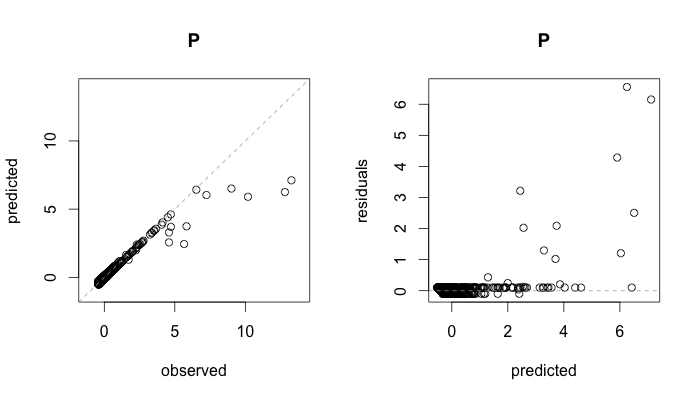 P
predicted
0 5 10
0 5 10
observed
P
residuals
0 1 2 3 4 5 6
0 2 4 6
predicted